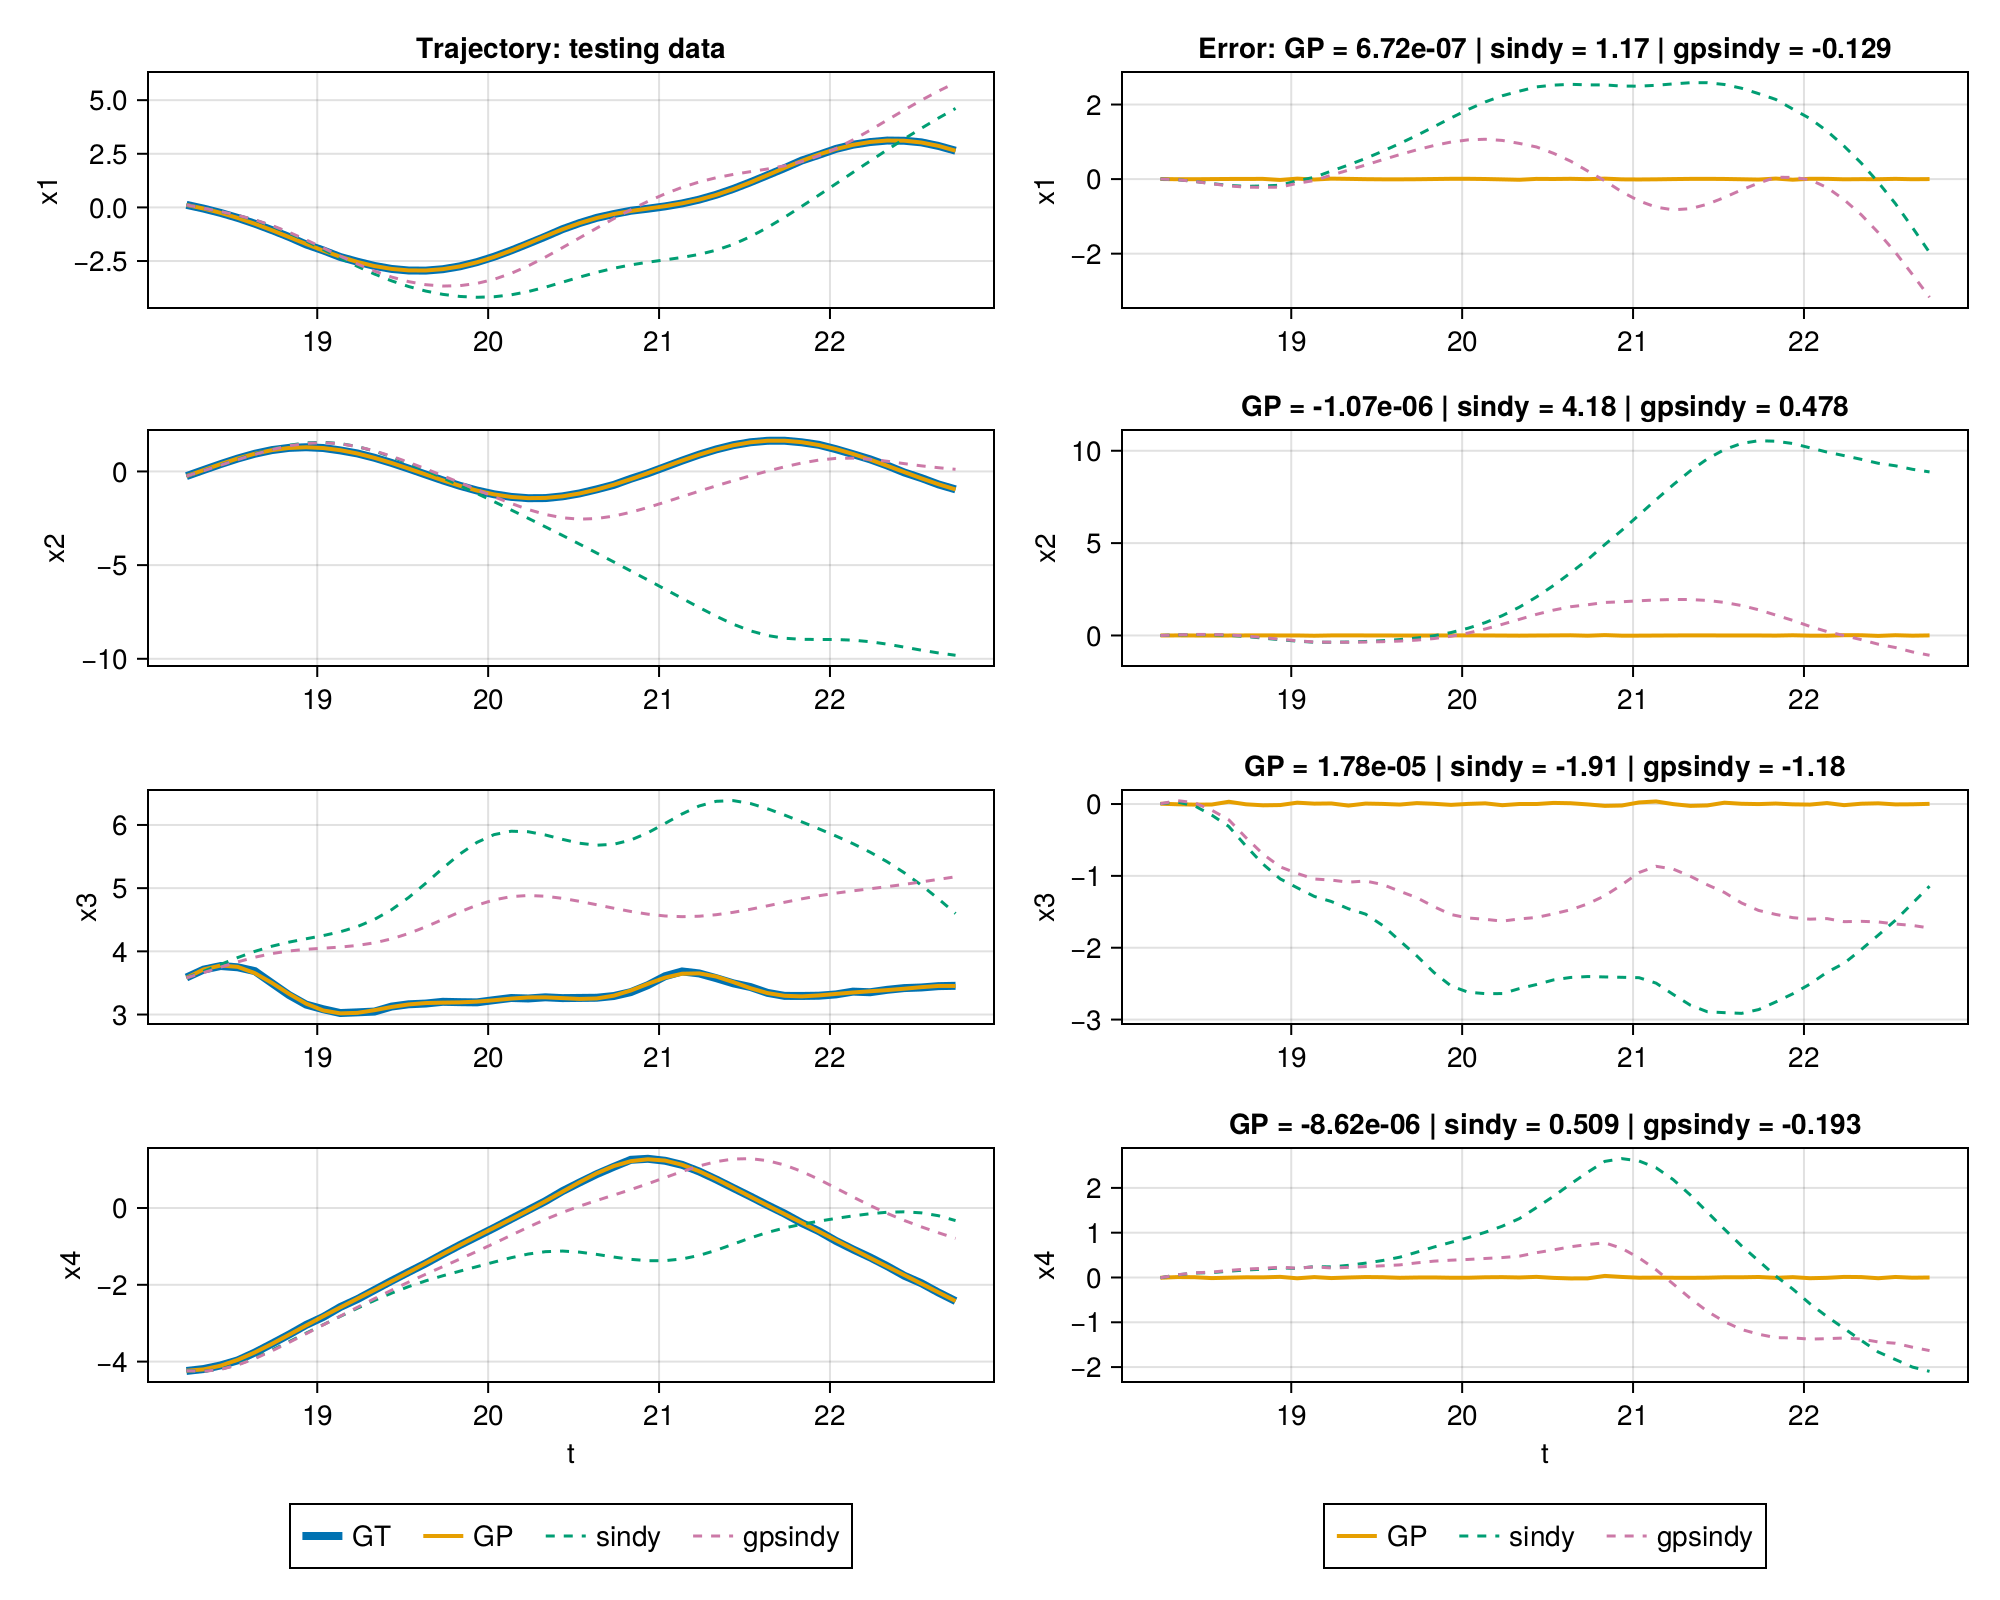 Trajectory: testing data
Error: GP = 6.72e-07 | sindy = 1.17 | gpsindy = -0.129
x1
5.0
2.5
0.0
−2.5
19 20 21 22
x1
2
0
−2
19 20 21 22
GP = -1.07e-06 | sindy = 4.18 | gpsindy = 0.478
x2
0
−5
−10
19 20 21 22
x2
10
5
0
19 20 21 22
GP = 1.78e-05 | sindy = -1.91 | gpsindy = -1.18
x3
6
5
4
3
19 20 21 22
x3
0
−1
−2
−3
19 20 21 22
GP = -8.62e-06 | sindy = 0.509 | gpsindy = -0.193
x4
0
−2
−4
19 20 21 22
t
x4
2
1
0
−1
−2
19 20 21 22
t
GT GP sindy gpsindy
GP sindy gpsindy